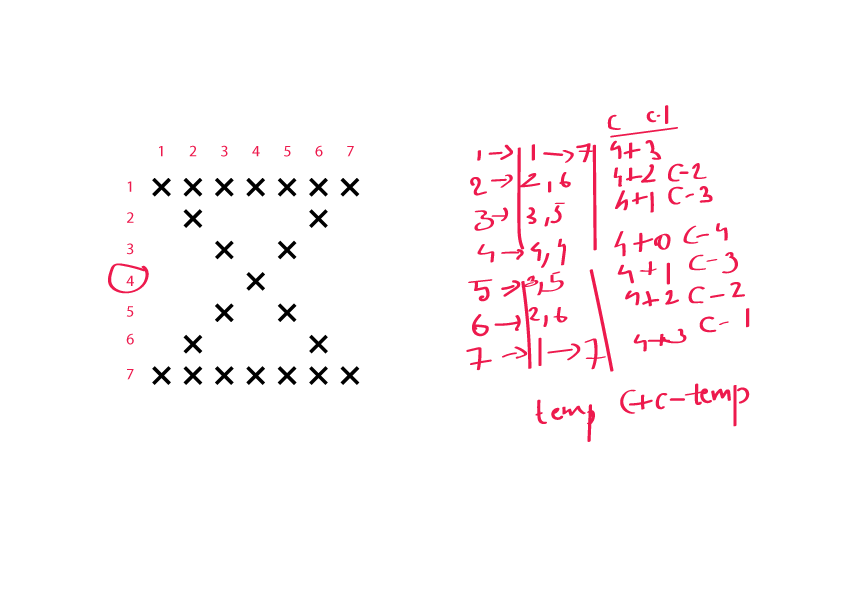 1 2 3 4 5 6 7
1 × × × × × × ×
2 × ×
3 × ×
4 ×
5 × ×
6 × ×
7 × × × × × × ×
c c-1
1 → 1 → 7 4+3
2 → 2, 6 4+2 C-2
3 → 3, 5 4+1 C-3
4 → 4, 4 4+0 C-4
5 → 3, 5 4+1 C-3
6 → 2, 6 4+2 C-2
7 → 1 → 7 4+3 C-1
temp C+c-temp